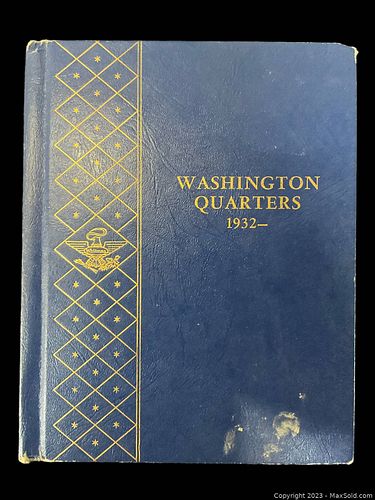 WASHINGTON
QUARTERS
1932—
Copyright ©2023 - MaxSold.com